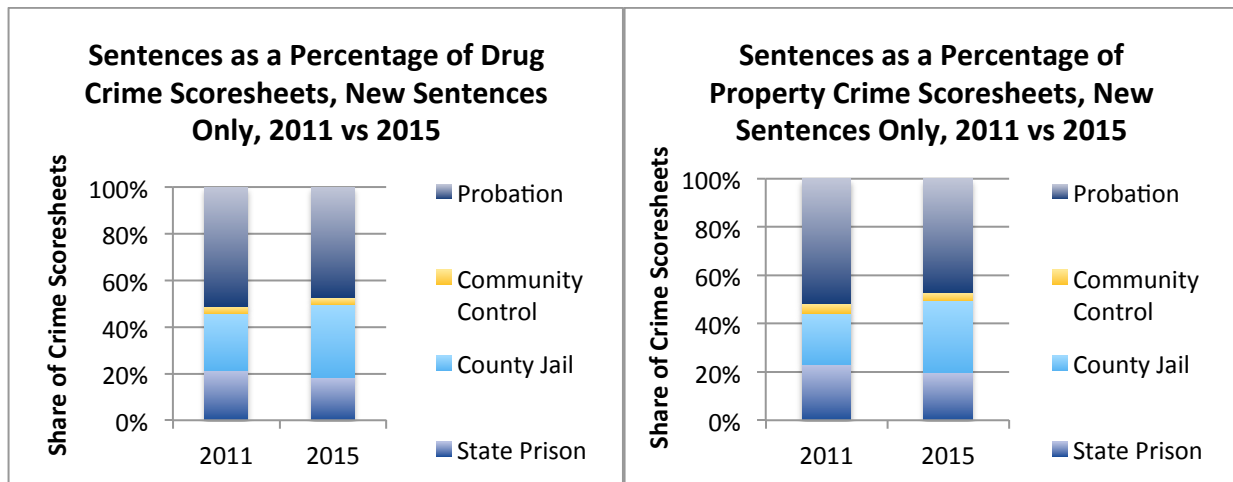 Sentences as a Percentage of Drug
Crime Scoresheets, New Sentences
Only, 2011 vs 2015
Share of Crime Scoresheets
100%
80%
60%
40%
20%
0%
2011
2015
Probation
Community
Control
County Jail
State Prison
Sentences as a Percentage of
Property Crime Scoresheets, New
Sentences Only, 2011 vs 2015
Share of Crime Scoresheets
100%
80%
60%
40%
20%
0%
2011
2015
Probation
Community
Control
County Jail
State Prison